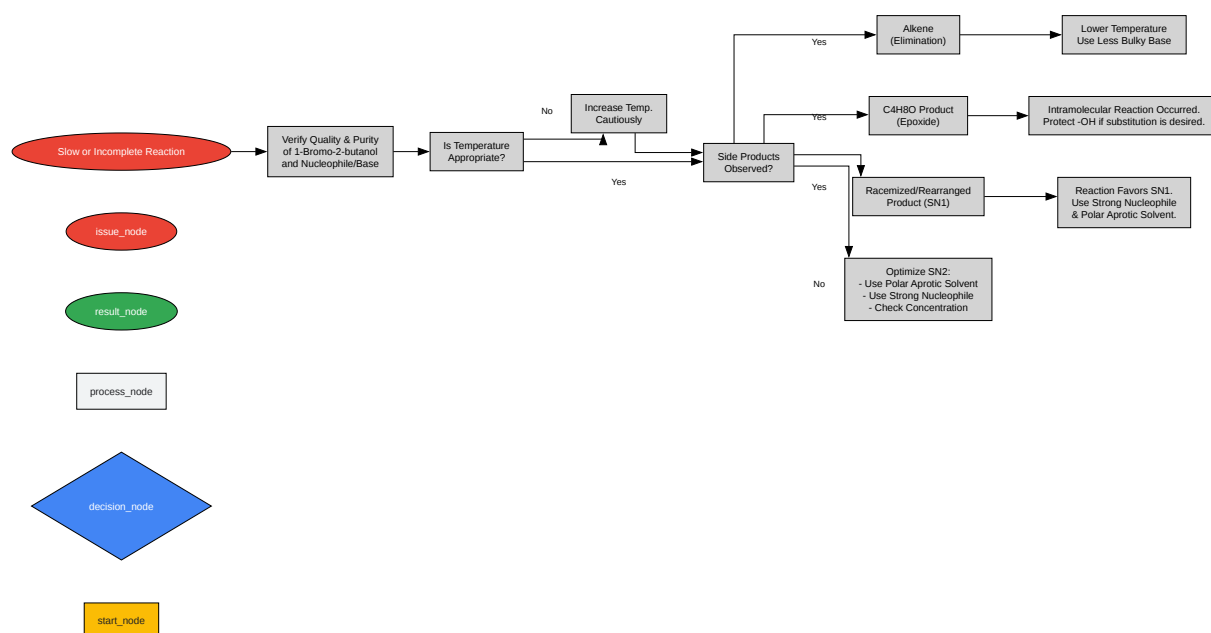 Slow or Incomplete Reaction
Verify Quality & Purity
of 1-Bromo-2-butanol
and Nucleophile/Base
Is Temperature
Appropriate?
No
Increase Temp.
Cautiously
Yes
Side Products
Observed?
Yes
Alkene
(Elimination)
Lower Temperature
Use Less Bulky Base
Yes
C4H8O Product
(Epoxide)
Intramolecular Reaction Occurred.
Protect -OH if substitution is desired.
Yes
Racemized/Rearranged
Product (SN1)
Reaction Favors SN1.
Use Strong Nucleophile
& Polar Aprotic Solvent.
No
Optimize SN2:
- Use Polar Aprotic Solvent
- Use Strong Nucleophile
- Check Concentration
issue_node
result_node
process_node
decision_node
start_node